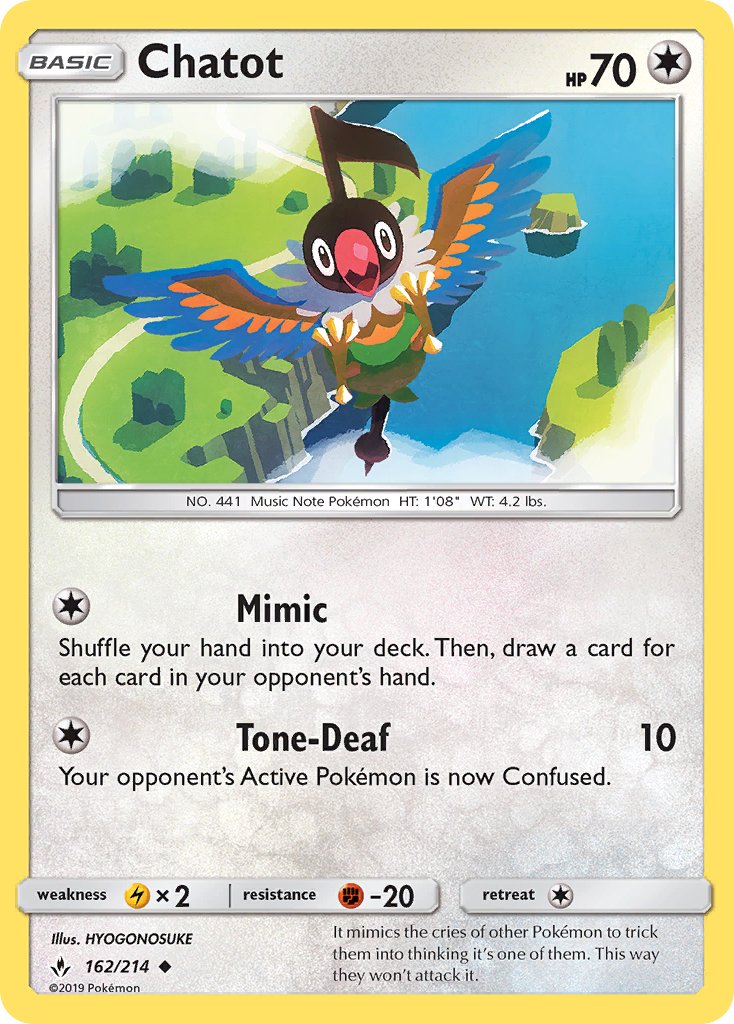 BASIC Chatot HP 70
NO. 441 Music Note Pokémon HT: 1'08" WT: 4.2 lbs.
Mimic
Shuffle your hand into your deck. Then, draw a card for
each card in your opponent's hand.
Tone-Deaf 10
Your opponent's Active Pokémon is now Confused.
weakness × 2 resistance -20 retreat
Illus. HYOGONOSUKE
162/214
©2019 Pokémon
It mimics the cries of other Pokémon to trick
them into thinking it's one of them. This way
they won't attack it.